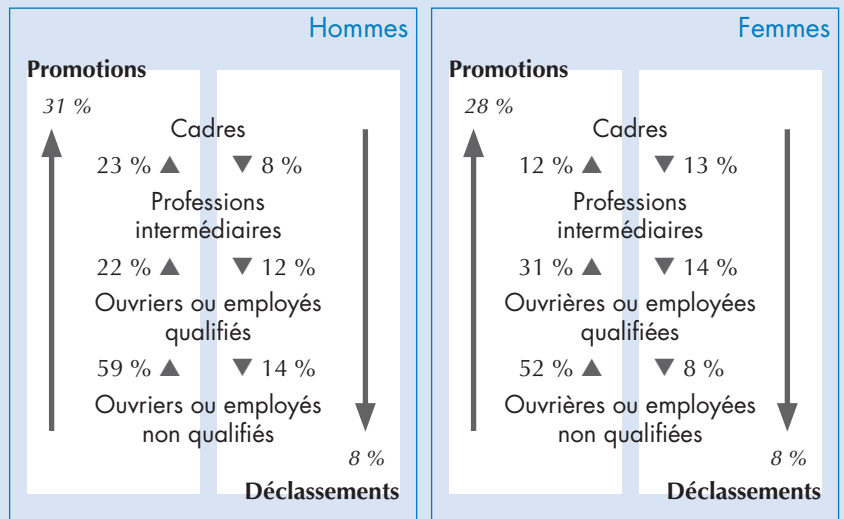 Hommes
Promotions
31 %
Cadres
23 % ▲ ▼ 8 %
Professions
intermédiaires
22 % ▲ ▼ 12 %
Ouvriers ou employés
qualifiés
59 % ▲ ▼ 14 %
Ouvriers ou employés
non qualifiés
8 %
Déclassements
Femmes
Promotions
28 %
Cadres
12 % ▲ ▼ 13 %
Professions
intermédiaires
31 % ▲ ▼ 14 %
Ouvrières ou employées
qualifiées
52 % ▲ ▼ 8 %
Ouvrières ou employées
non qualifiées
8 %
Déclassements